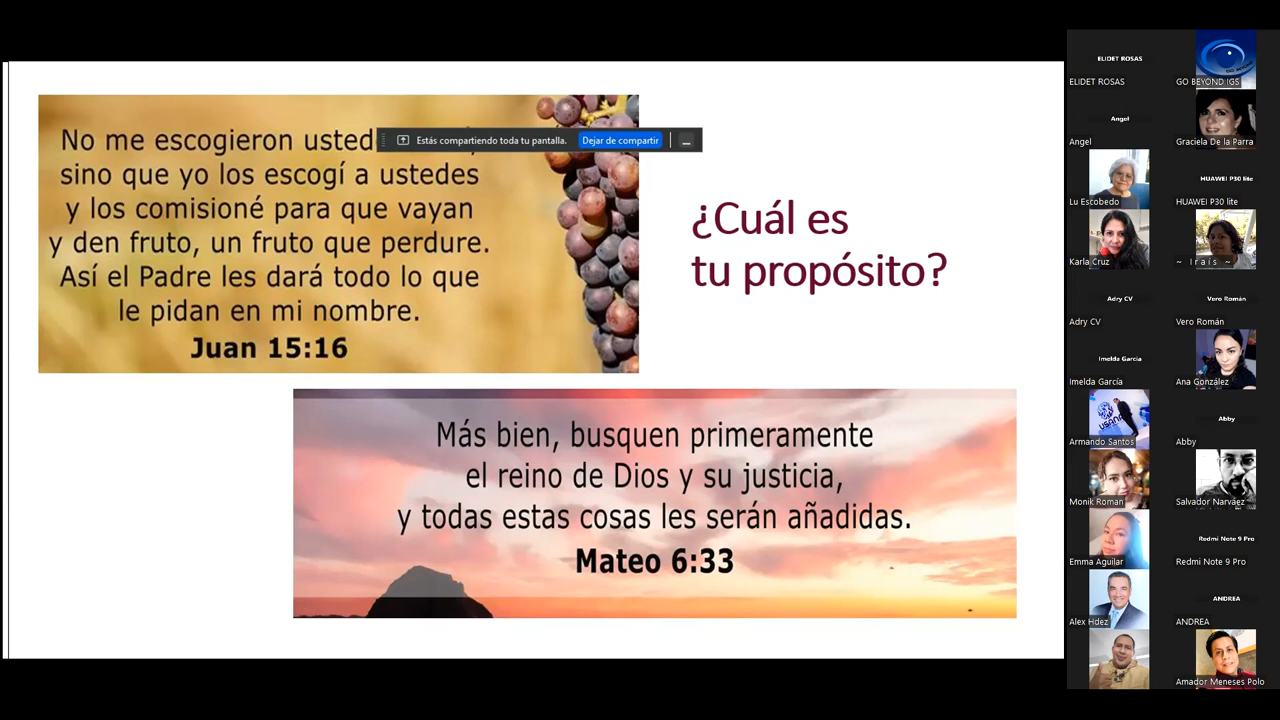 No me escogieron usted
sino que yo los escogí a ustedes
y los comisioné para que vayan
y den fruto, un fruto que perdure.
Así el Padre les dará todo lo que
le pidan en mi nombre.
Juan 15:16
Estás compartiendo toda tu pantalla. Dejar de compartir
¿Cuál es
tu propósito?
Más bien, busquen primeramente
el reino de Dios y su justicia,
y todas estas cosas les serán añadidas.
Mateo 6:33
ELIDET ROSAS
ELIDET ROSAS
GO BEYOND IGS
Angel
Angel
Graciela De la Parra
Lu Escobedo
HUAWEI P30 lite
HUAWEI P30 lite
Karla Cruz
~ I r a í s ~
Adry CV
Adry CV
Vero Román
Vero Román
Imelda García
Imelda García
Ana González
USANA
Armando Santos
Abby
Abby
Monik Roman
Salvador Narváez
Emma Aguilar
Redmi Note 9 Pro
Redmi Note 9 Pro
Alex Hdez
ANDREA
ANDREA
Amador Meneses Polo